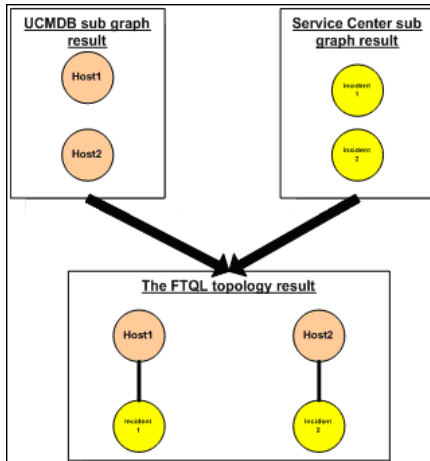 UCMDB sub graph
result
Host1
Host2
Service Center sub
graph result
Incident
1
Incident
2
The FTQL topology result
Host1
Host2
Incident
1
Incident
2